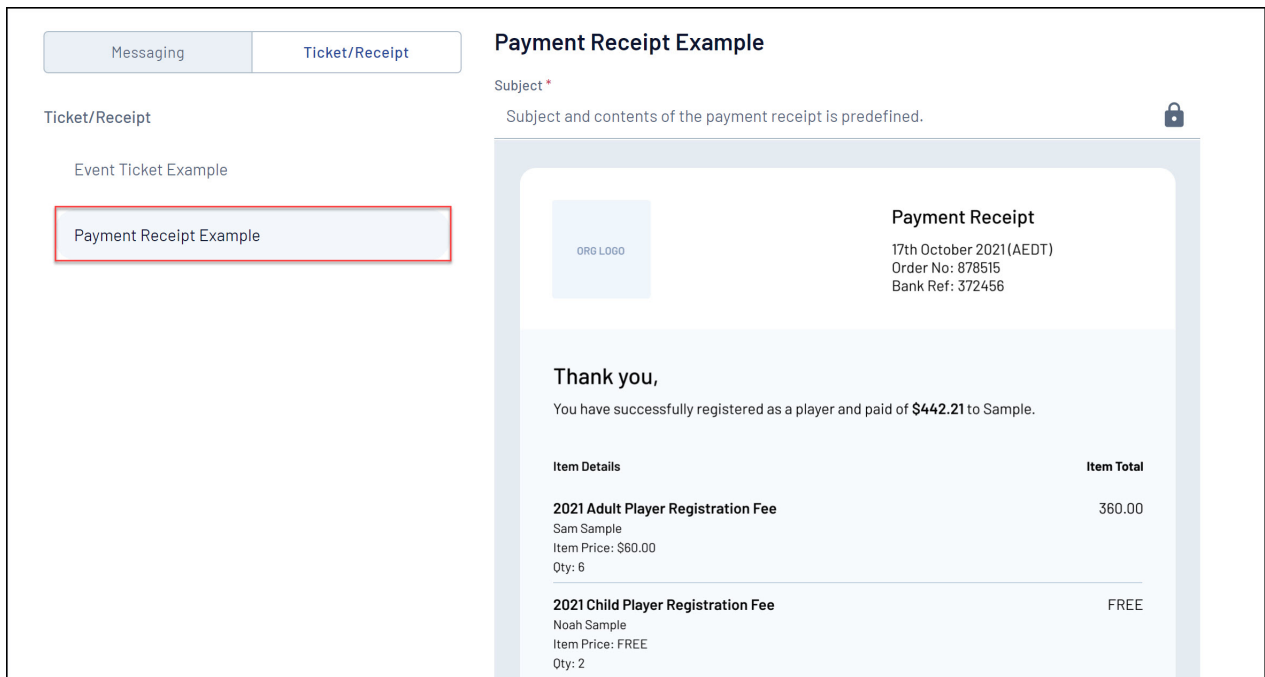 Messaging
Ticket/Receipt
Ticket/Receipt
Event Ticket Example
Payment Receipt Example
Payment Receipt Example
Subject *
Subject and contents of the payment receipt is predefined.
ORG LOGO
Payment Receipt
17th October 2021 (AEDT)
Order No: 878515
Bank Ref: 372456
Thank you,
You have successfully registered as a player and paid of $442.21 to Sample.
Item Details
Item Total
2021 Adult Player Registration Fee
360.00
Sam Sample
Item Price: $60.00
Qty: 6
2021 Child Player Registration Fee
FREE
Noah Sample
Item Price: FREE
Qty: 2